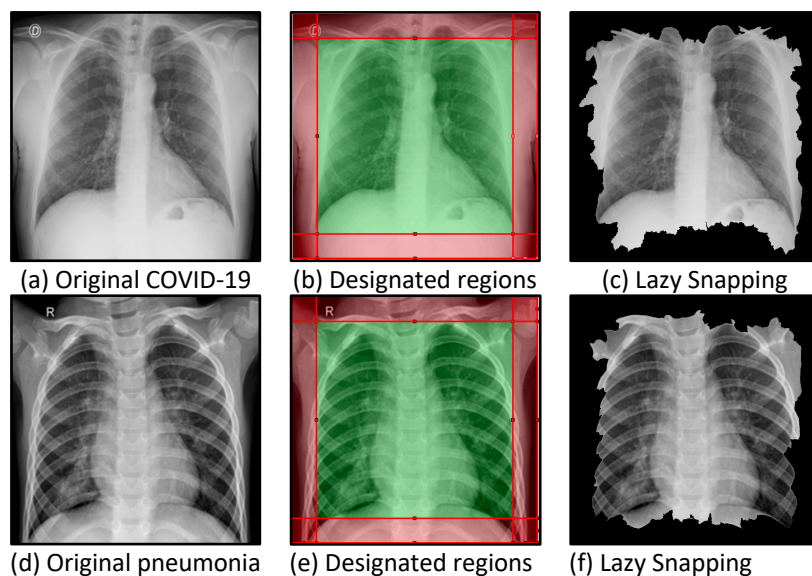 D
D
(a) Original COVID-19 (b) Designated regions (c) Lazy Snapping
R
R
(d) Original pneumonia (e) Designated regions (f) Lazy Snapping